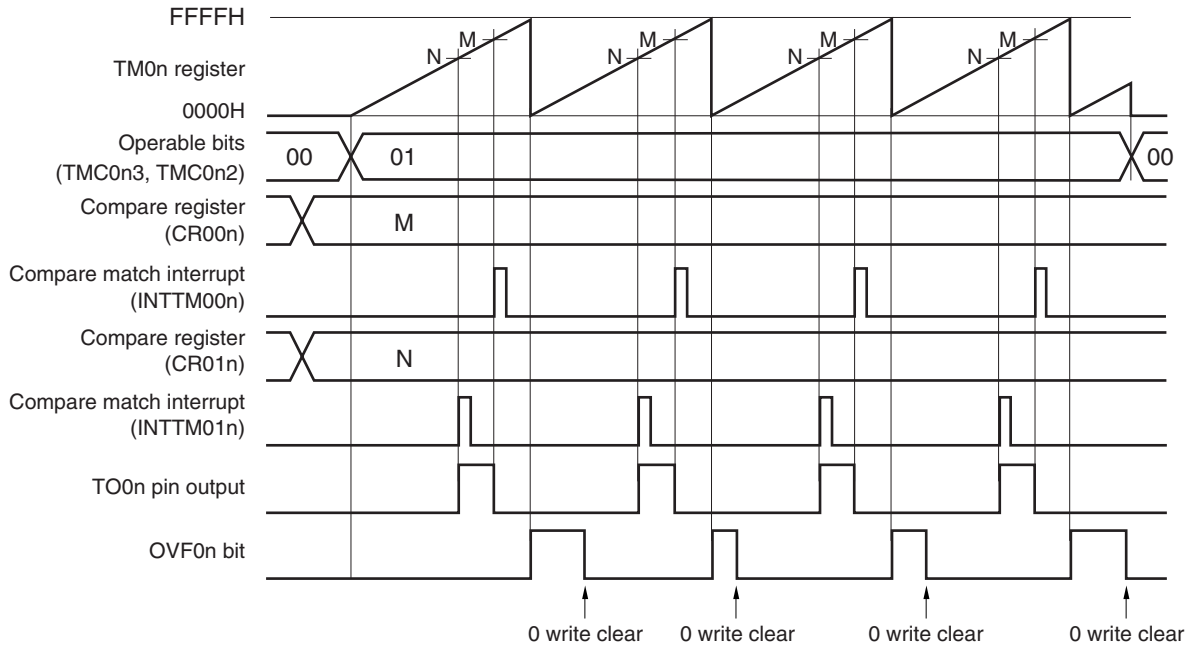 FFFFH
M M M M
N N N N
TM0n register
0000H
Operable bits
(TMC0n3, TMC0n2)
00 01 00
Compare register
(CR00n)
M
Compare match interrupt
(INTTM00n)
Compare register
(CR01n)
N
Compare match interrupt
(INTTM01n)
TO0n pin output
OVF0n bit
0 write clear 0 write clear 0 write clear 0 write clear